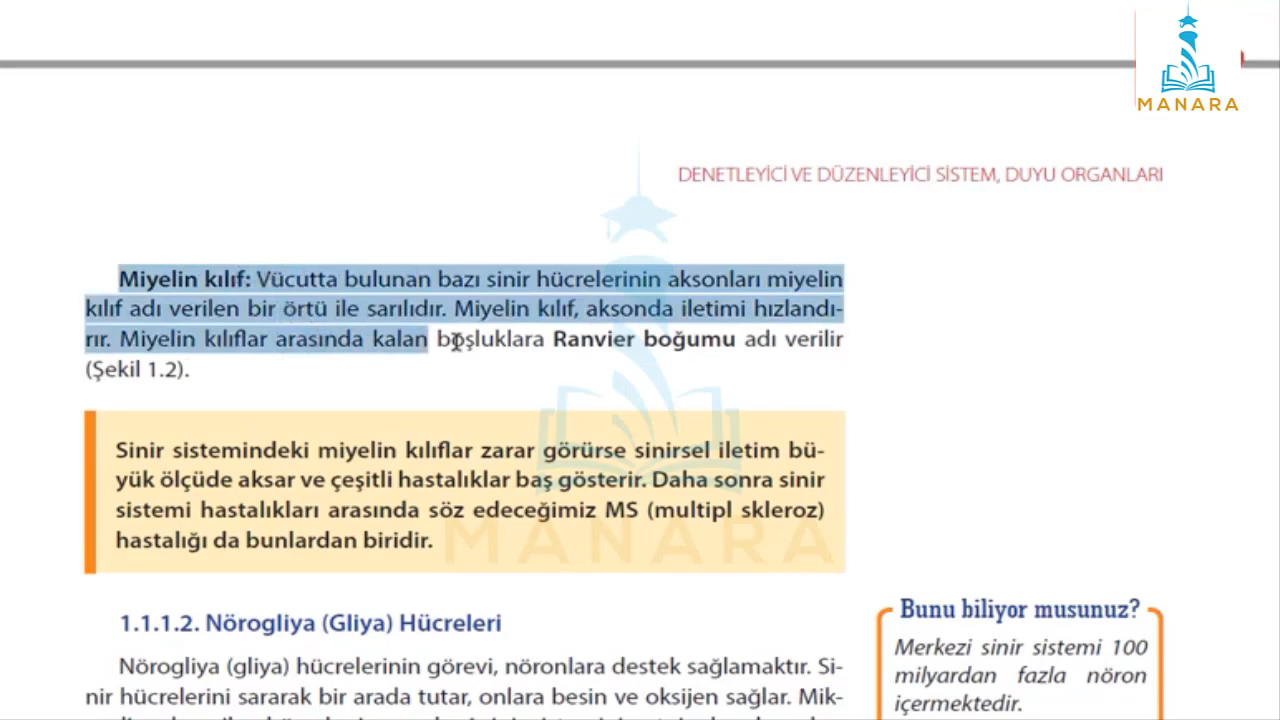 MANARA
DENETLEYİCİ VE DÜZENLEYİCİ SİSTEM, DUYU ORGANLARI
Miyelin kılıf: Vücutta bulunan bazı sinir hücrelerinin aksonları miyelin
kılıf adı verilen bir örtü ile sarılıdır. Miyelin kılıf, aksonda iletimi hızlandı-
rır. Miyelin kılıflar arasında kalan boşluklara Ranvier boğumu adı verilir
(Şekil 1.2).
Sinir sistemindeki miyelin kılıflar zarar görürse sinirsel iletim bü-
yük ölçüde aksar ve çeşitli hastalıklar baş gösterir. Daha sonra sinir
sistemi hastalıkları arasında söz edeceğimiz MS (multipl skleroz)
hastalığı da bunlardan biridir.
MANARA
1.1.1.2. Nörogliya (Gliya) Hücreleri
Nörogliya (gliya) hücrelerinin görevi, nöronlara destek sağlamaktır. Si-
nir hücrelerini sararak bir arada tutar, onlara besin ve oksijen sağlar. Mik-
Bunu biliyor musunuz?
Merkezi sinir sistemi 100
milyardan fazla nöron
içermektedir.